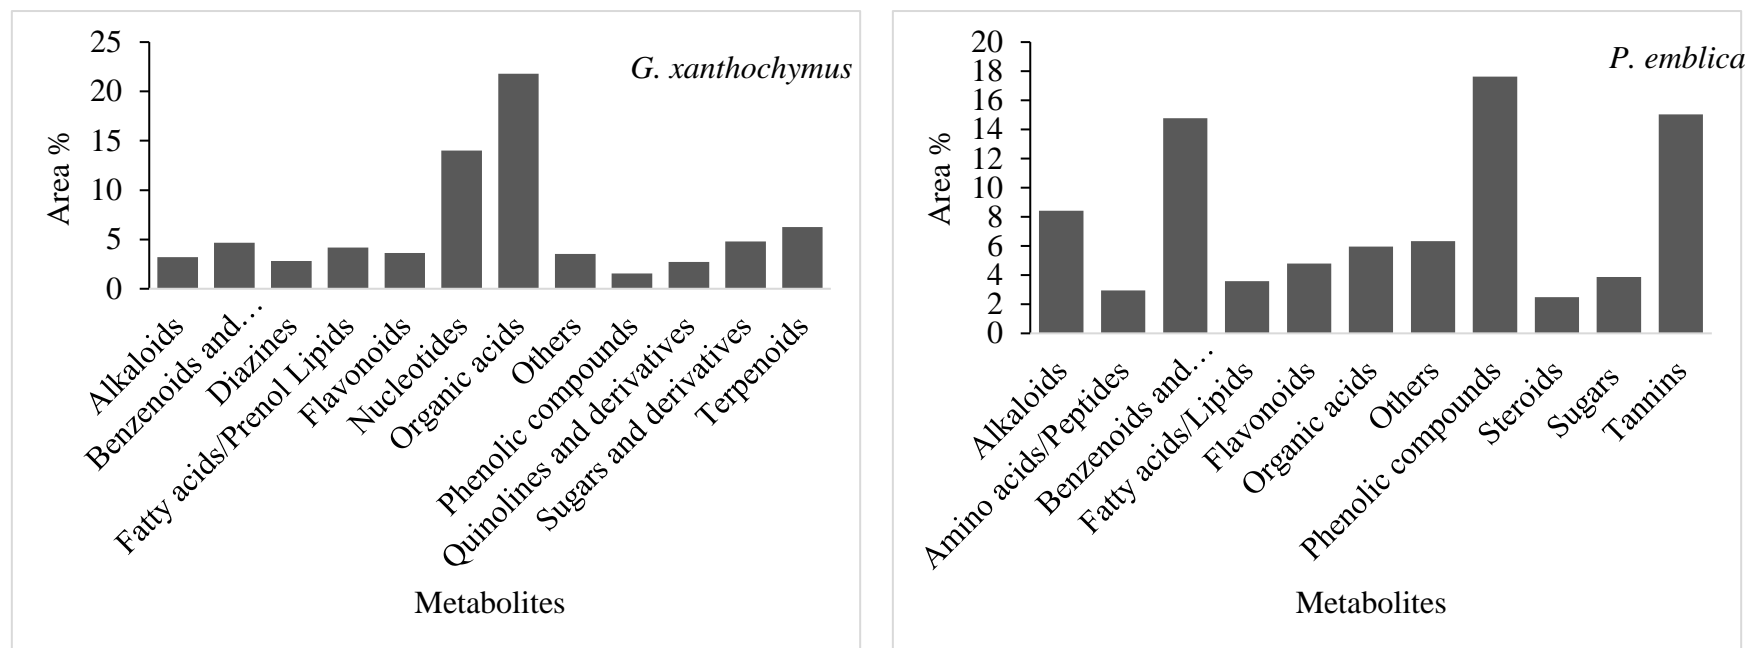 G. xanthochymus
Area %
25
20
15
10
5
0
Alkaloids
Benzenoids and…
Diazines
Fatty acids/Prenol Lipids
Flavonoids
Nucleotides
Organic acids
Others
Phenolic compounds
Quinolines and derivatives
Sugars and derivatives
Terpenoids
Metabolites
P. emblica
Area %
20
18
16
14
12
10
8
6
4
2
0
Alkaloids
Amino acids/Peptides
Benzenoids and…
Fatty acids/Lipids
Flavonoids
Organic acids
Others
Phenolic compounds
Steroids
Sugars
Tannins
Metabolites